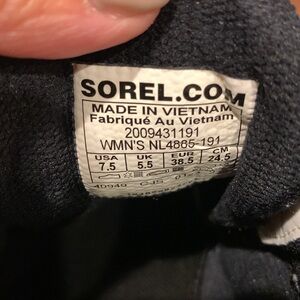 SOREL.COM
MADE IN VIETNAM
Fabriqué Au Vietnam
2009431191
WMN'S NL4865-191
USA UK EUR CM
7.5 5.5 38.5 24.5